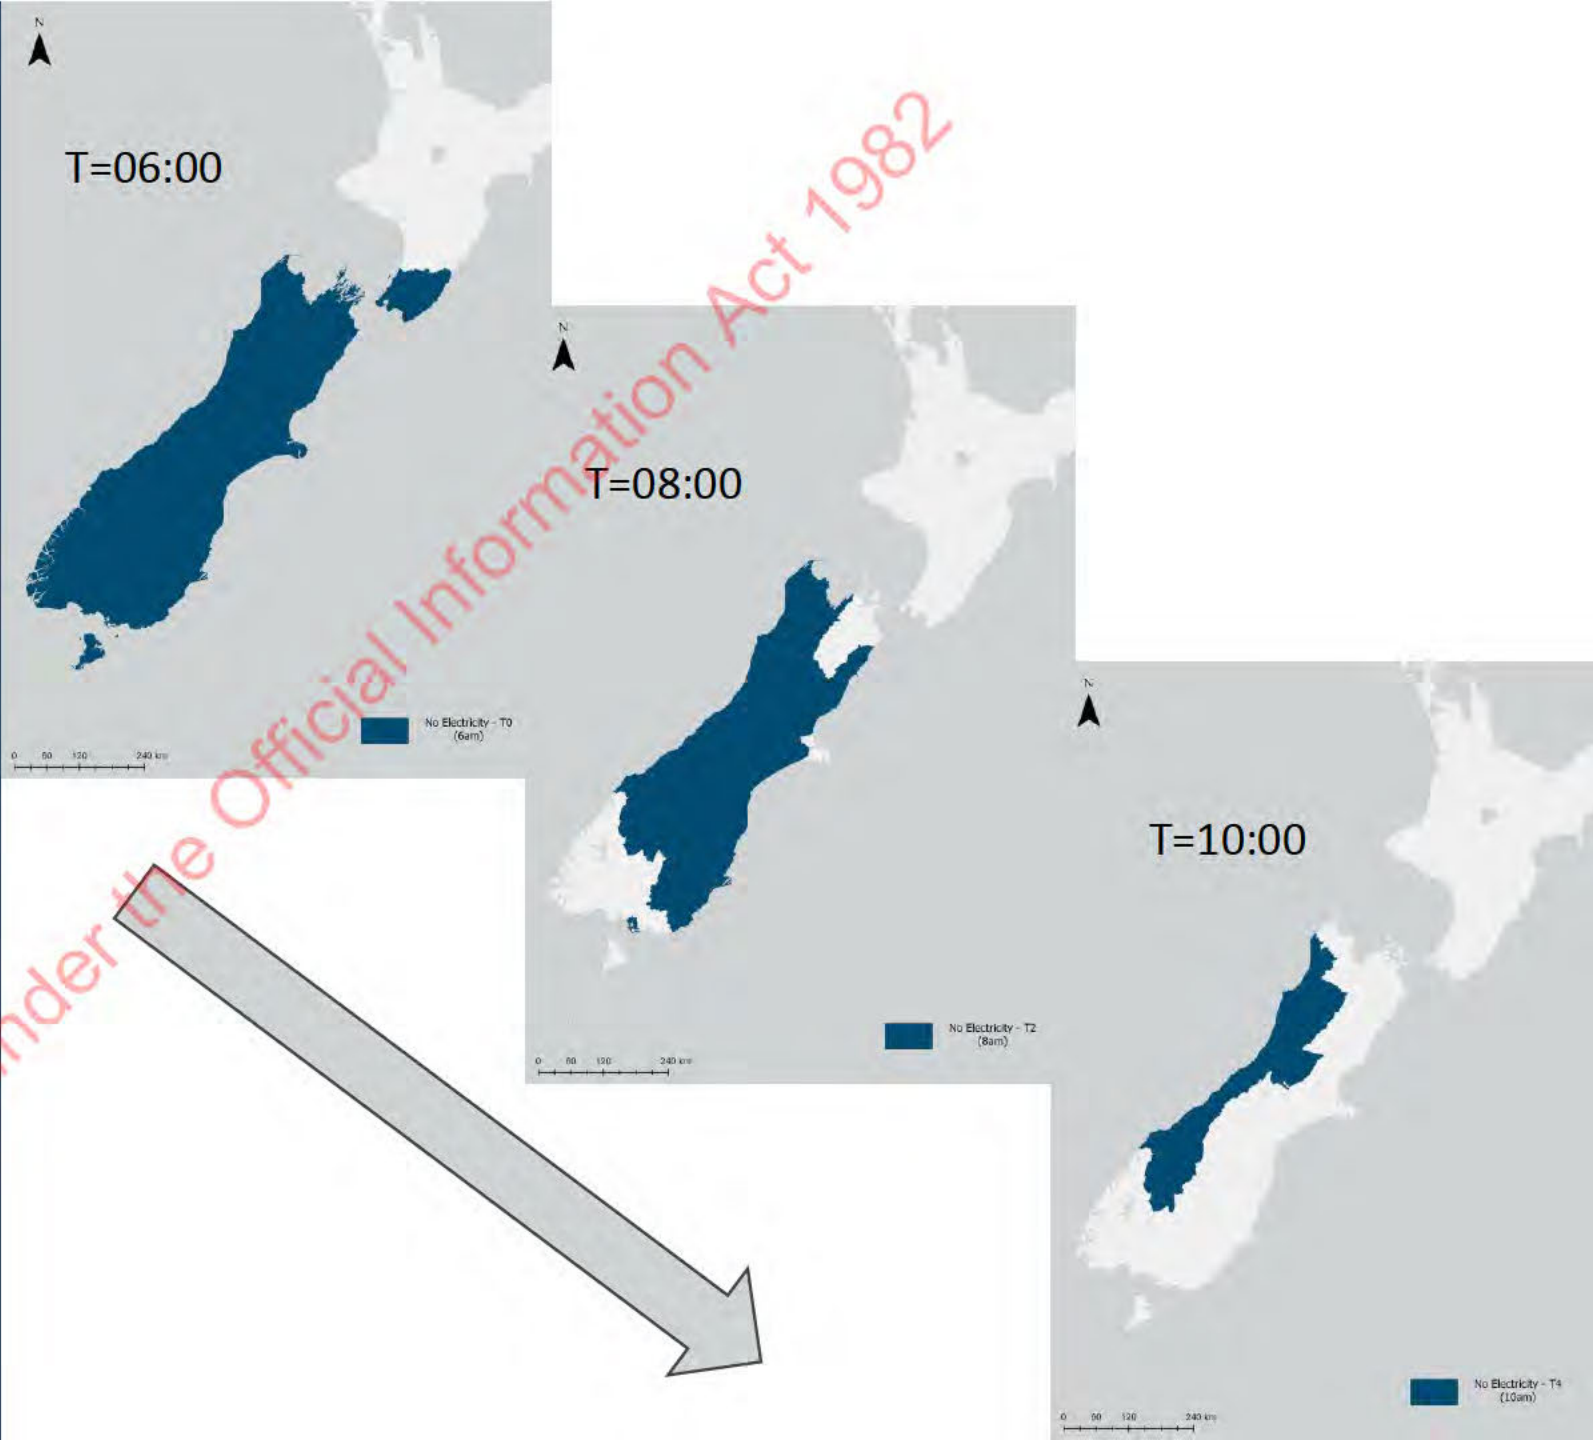 N
T=06:00
No Electricity - T0
(6am)
0 60 120 240 km
N
T=08:00
No Electricity - T2
(8am)
0 60 120 240 km
N
T=10:00
No Electricity - T4
(10am)
0 60 120 240 km
under the Official Information Act 1982